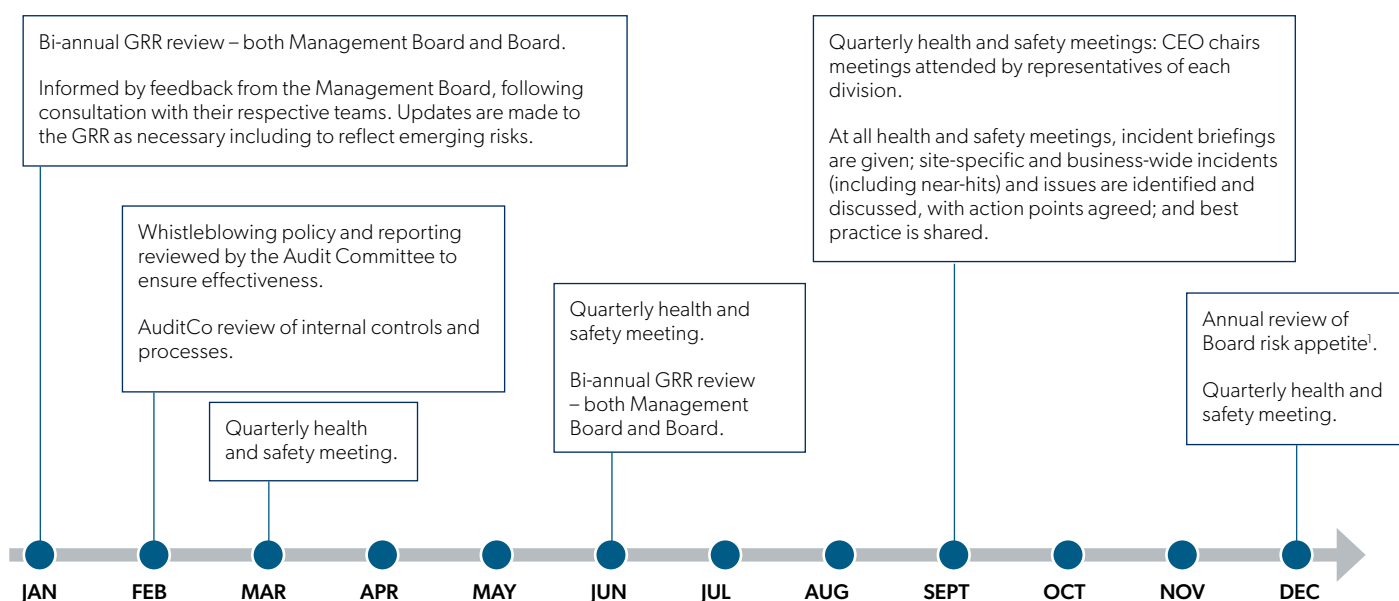 Bi-annual GRR review – both Management Board and Board.
Informed by feedback from the Management Board, following
consultation with their respective teams. Updates are made to
the GRR as necessary including to reflect emerging risks.
Whistleblowing policy and reporting
reviewed by the Audit Committee to
ensure effectiveness.
AuditCo review of internal controls and
processes.
Quarterly health
and safety meeting.
Quarterly health and
safety meeting.
Bi-annual GRR review
– both Management
Board and Board.
Quarterly health and safety meetings: CEO chairs
meetings attended by representatives of each
division.
At all health and safety meetings, incident briefings
are given; site-specific and business-wide incidents
(including near-hits) and issues are identified and
discussed, with action points agreed; and best
practice is shared.
Annual review of
Board risk appetite¹.
Quarterly health and
safety meeting.
JAN FEB MAR APR MAY JUN JUL AUG SEPT OCT NOV DEC